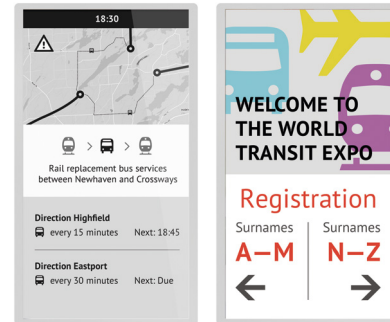 18:30
Rail replacement bus services
between Newhaven and Crossways
Direction Highfield
every 15 minutes Next: 18:45
Direction Eastport
every 30 minutes Next: Due
WELCOME TO
THE WORLD
TRANSIT EXPO
Registration
Surnames
A–M
Surnames
N–Z